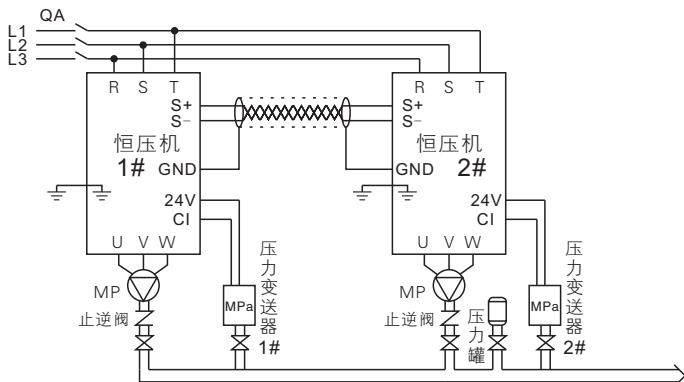 QA
L1
L2
L3
R S T
S+
S−
恒压机
1#
GND
24V
CI
U V W
MP
止逆阀
MPa
压力变送器
1#
R S T
S+
S−
GND
恒压机
2#
24V
CI
U V W
MP
止逆阀
压力罐
MPa
压力变送器
2#